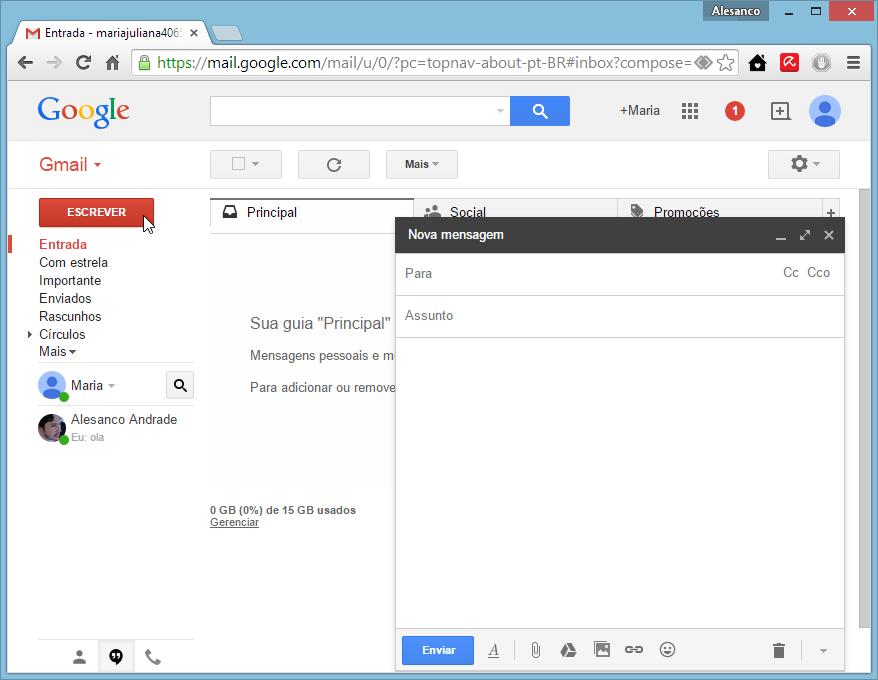 Alesanco
Entrada - mariajuliana406
https://mail.google.com/mail/u/0/?pc=topnav-about-pt-BR#inbox?compose=
Google
+Maria
1
Gmail
Mais
ESCREVER
Principal
Social
Promoções
+
Entrada
Com estrela
Importante
Enviados
Rascunhos
Círculos
Mais
Maria
Alesanco Andrade
Eu: ola
Sua guia "Principal"
Mensagens pessoais e m
Para adicionar ou remove
0 GB (0%) de 15 GB usados
Gerenciar
Nova mensagem
Para
Cc Cco
Assunto
Enviar
A